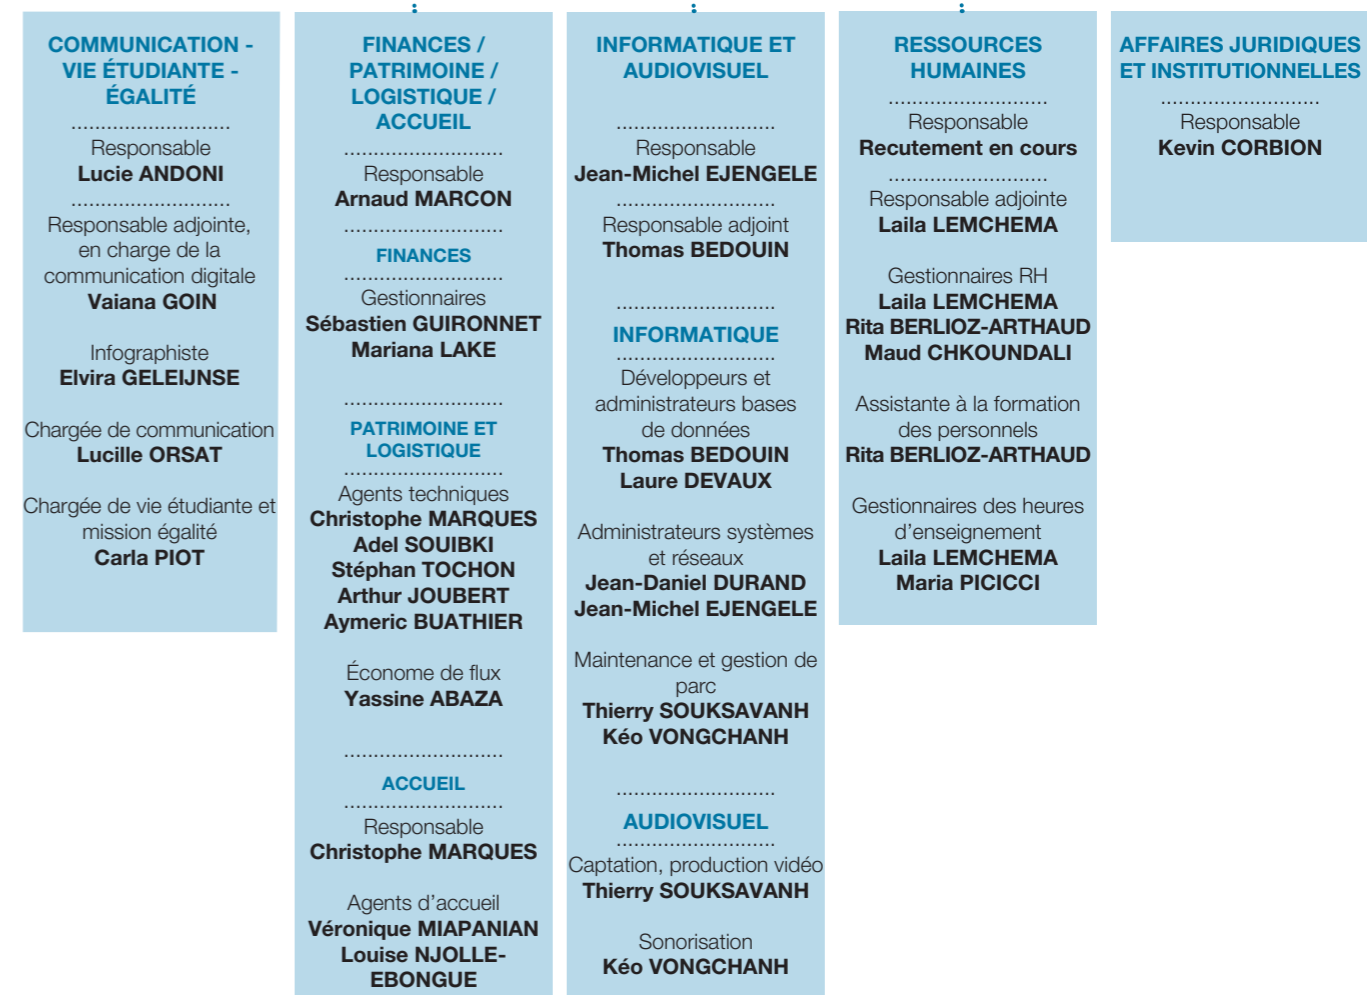 COMMUNICATION -
VIE ÉTUDIANTE -
ÉGALITÉ
...........................
Responsable
Lucie ANDONI
...........................
Responsable adjointe,
en charge de la
communication digitale
Vaiana GOIN
Infographiste
Elvira GELEIJNSE
Chargée de communication
Lucille ORSAT
Chargée de vie étudiante et
mission égalité
Carla PIOT
FINANCES /
PATRIMOINE /
LOGISTIQUE /
ACCUEIL
...........................
Responsable
Arnaud MARCON
...........................
FINANCES
...........................
Gestionnaires
Sébastien GUIRONNET
Mariana LAKE
...........................
PATRIMOINE ET
LOGISTIQUE
...........................
Agents techniques
Christophe MARQUES
Adel SOUIBKI
Stéphan TOCHON
Arthur JOUBERT
Aymeric BUATHIER
Économe de flux
Yassine ABAZA
...........................
ACCUEIL
...........................
Responsable
Christophe MARQUES
Agents d’accueil
Véronique MIAPANIAN
Louise NJOLLE-
EBONGUE
INFORMATIQUE ET
AUDIOVISUEL
...........................
Responsable
Jean-Michel EJENGELE
...........................
Responsable adjoint
Thomas BEDOUIN
...........................
INFORMATIQUE
...........................
Développeurs et
administrateurs bases
de données
Thomas BEDOUIN
Laure DEVAUX
Administrateurs systèmes
et réseaux
Jean-Daniel DURAND
Jean-Michel EJENGELE
Maintenance et gestion de
parc
Thierry SOUKSAVANH
Kéo VONGCHANH
...........................
AUDIOVISUEL
...........................
Captation, production vidéo
Thierry SOUKSAVANH
Sonorisation
Kéo VONGCHANH
RESSOURCES
HUMAINES
...........................
Responsable
Recutement en cours
...........................
Responsable adjointe
Laila LEMCHEMA
Gestionnaires RH
Laila LEMCHEMA
Rita BERLIOZ-ARTHAUD
Maud CHKOUNDALI
Assistante à la formation
des personnels
Rita BERLIOZ-ARTHAUD
Gestionnaires des heures
d’enseignement
Laila LEMCHEMA
Maria PICICCI
AFFAIRES JURIDIQUES
ET INSTITUTIONNELLES
...........................
Responsable
Kevin CORBION